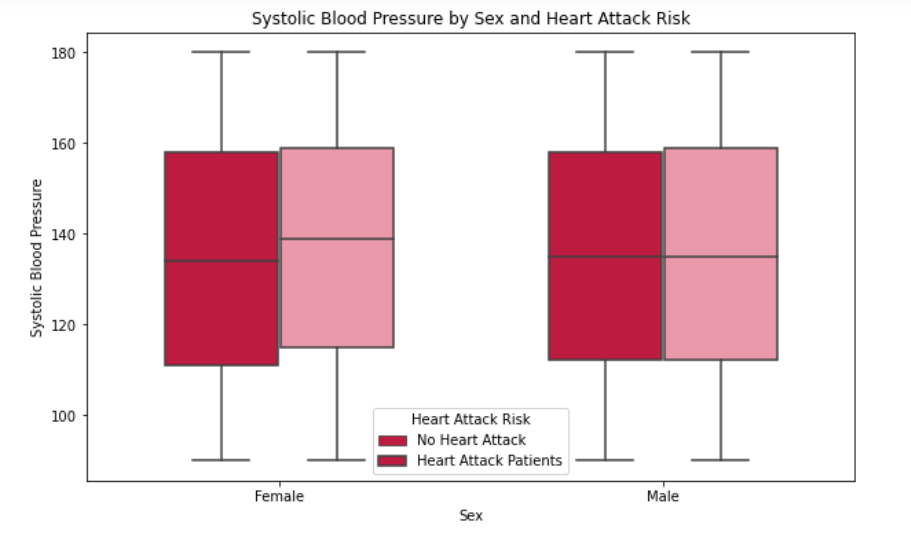 Systolic Blood Pressure by Sex and Heart Attack Risk
180
160
140
120
100
Systolic Blood Pressure
Heart Attack Risk
No Heart Attack
Heart Attack Patients
Female
Male
Sex